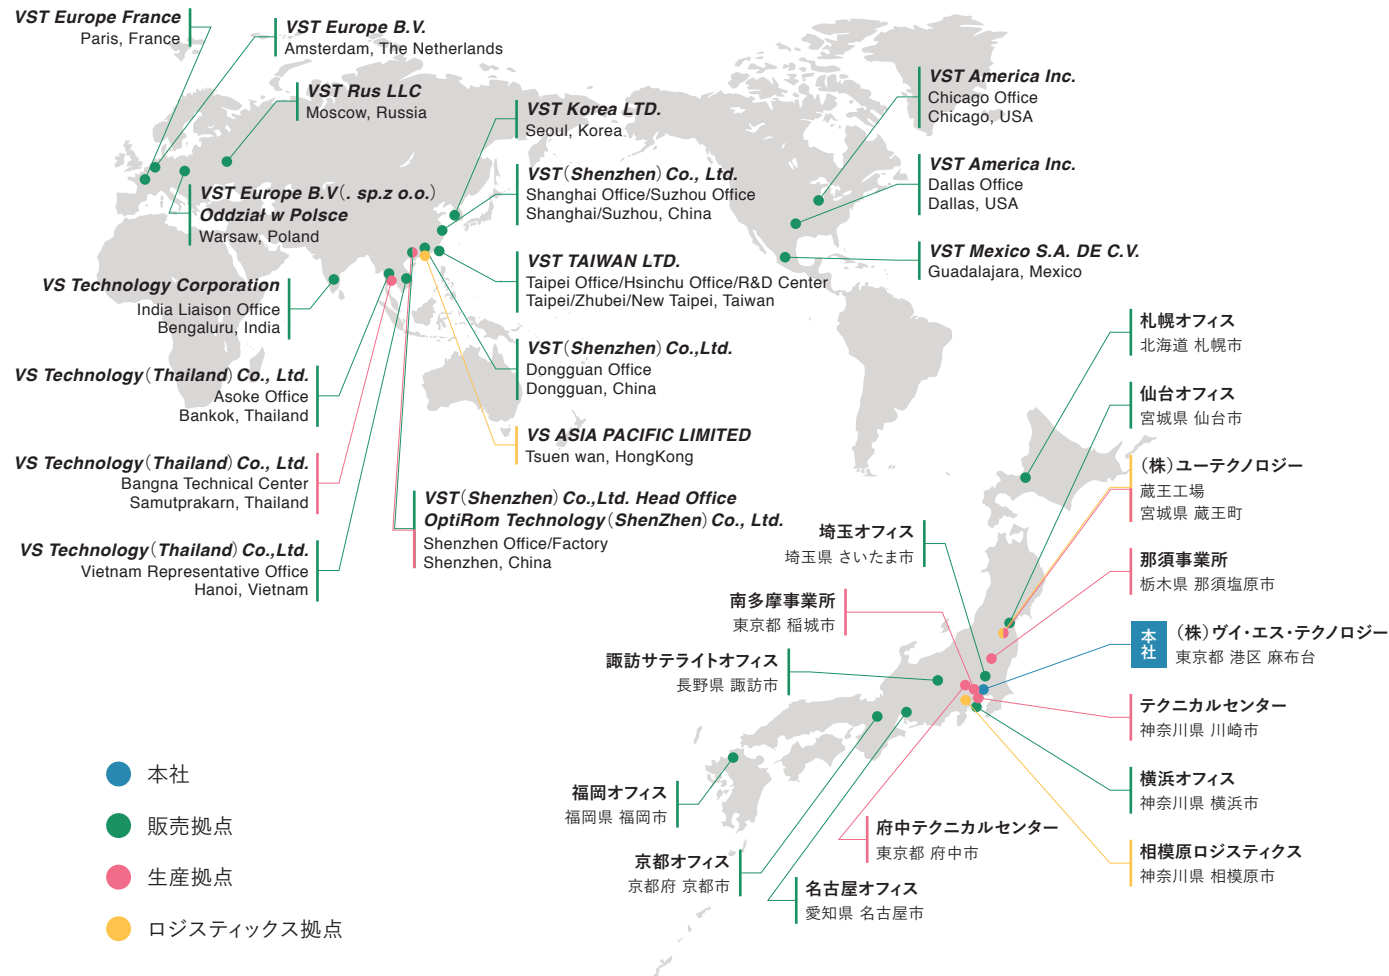 VST Europe France
Paris, France
VST Europe B.V.
Amsterdam, The Netherlands
VST Rus LLC
Moscow, Russia
VST Europe B.V（. sp.z o.o.）
Oddział w Polsce
Warsaw, Poland
VS Technology Corporation
India Liaison Office
Bengaluru, India
VS Technology（Thailand）Co., Ltd.
Asoke Office
Bankok, Thailand
VS Technology（Thailand）Co., Ltd.
Bangna Technical Center
Samutprakarn, Thailand
VS Technology（Thailand）Co.,Ltd.
Vietnam Representative Office
Hanoi, Vietnam
VST Korea LTD.
Seoul, Korea
VST（Shenzhen）Co., Ltd.
Shanghai Office/Suzhou Office
Shanghai/Suzhou, China
VST TAIWAN LTD.
Taipei Office/Hsinchu Office/R&D Center
Taipei/Zhubei/New Taipei, Taiwan
VST（Shenzhen）Co.,Ltd.
Dongguan Office
Dongguan, China
VS ASIA PACIFIC LIMITED
Tsuen wan, HongKong
VST（Shenzhen）Co.,Ltd. Head Office
OptiRom Technology（ShenZhen）Co., Ltd.
Shenzhen Office/Factory
Shenzhen, China
VST America Inc.
Chicago Office
Chicago, USA
VST America Inc.
Dallas Office
Dallas, USA
VST Mexico S.A. DE C.V.
Guadalajara, Mexico
札幌オフィス
北海道 札幌市
仙台オフィス
宮城県 仙台市
（株）ユーテクノロジー
蔵王工場
宮城県 蔵王町
那須事業所
栃木県 那須塩原市
本社
（株）ヴイ・エス・テクノロジー
東京都 港区 麻布台
テクニカルセンター
神奈川県 川崎市
横浜オフィス
神奈川県 横浜市
相模原ロジスティクス
神奈川県 相模原市
埼玉オフィス
埼玉県 さいたま市
南多摩事業所
東京都 稲城市
諏訪サテライトオフィス
長野県 諏訪市
福岡オフィス
福岡県 福岡市
京都オフィス
京都府 京都市
府中テクニカルセンター
東京都 府中市
名古屋オフィス
愛知県 名古屋市
本社
販売拠点
生産拠点
ロジスティックス拠点